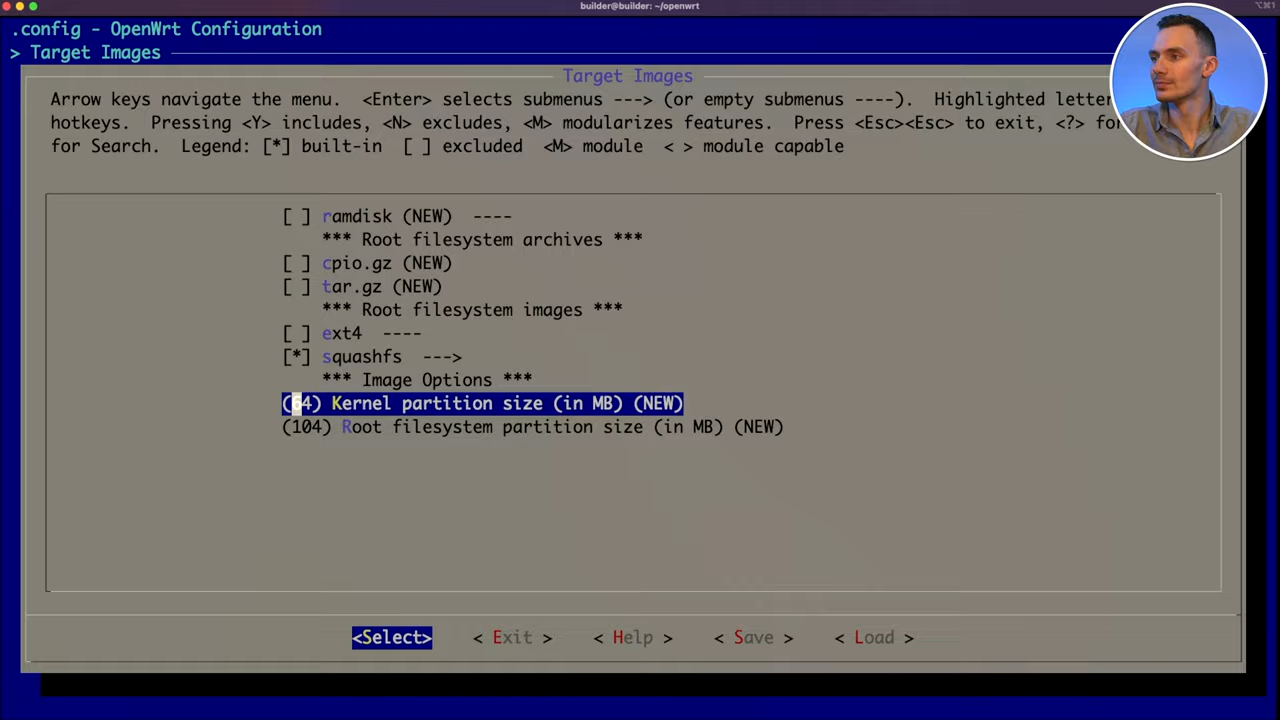 builder@builder: ~/openwrt
⌥⌘1
.config - OpenWrt Configuration
> Target Images
Target Images
Arrow keys navigate the menu. <Enter> selects submenus ---> (or empty submenus ----). Highlighted letter
hotkeys. Pressing <Y> includes, <N> excludes, <M> modularizes features. Press <Esc><Esc> to exit, <?> for
for Search. Legend: [*] built-in [ ] excluded <M> module < > module capable
[ ] ramdisk (NEW) ----
*** Root filesystem archives ***
[ ] cpio.gz (NEW)
[ ] tar.gz (NEW)
*** Root filesystem images ***
[ ] ext4 ----
[*] squashfs --->
*** Image Options ***
(64) Kernel partition size (in MB) (NEW)
(104) Root filesystem partition size (in MB) (NEW)
<Select> < Exit > < Help > < Save > < Load >